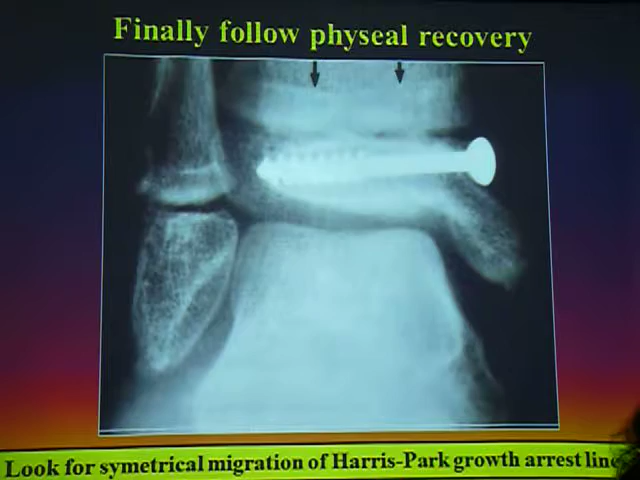 Finally follow physeal recovery
Look for symetrical migration of Harris-Park growth arrest line